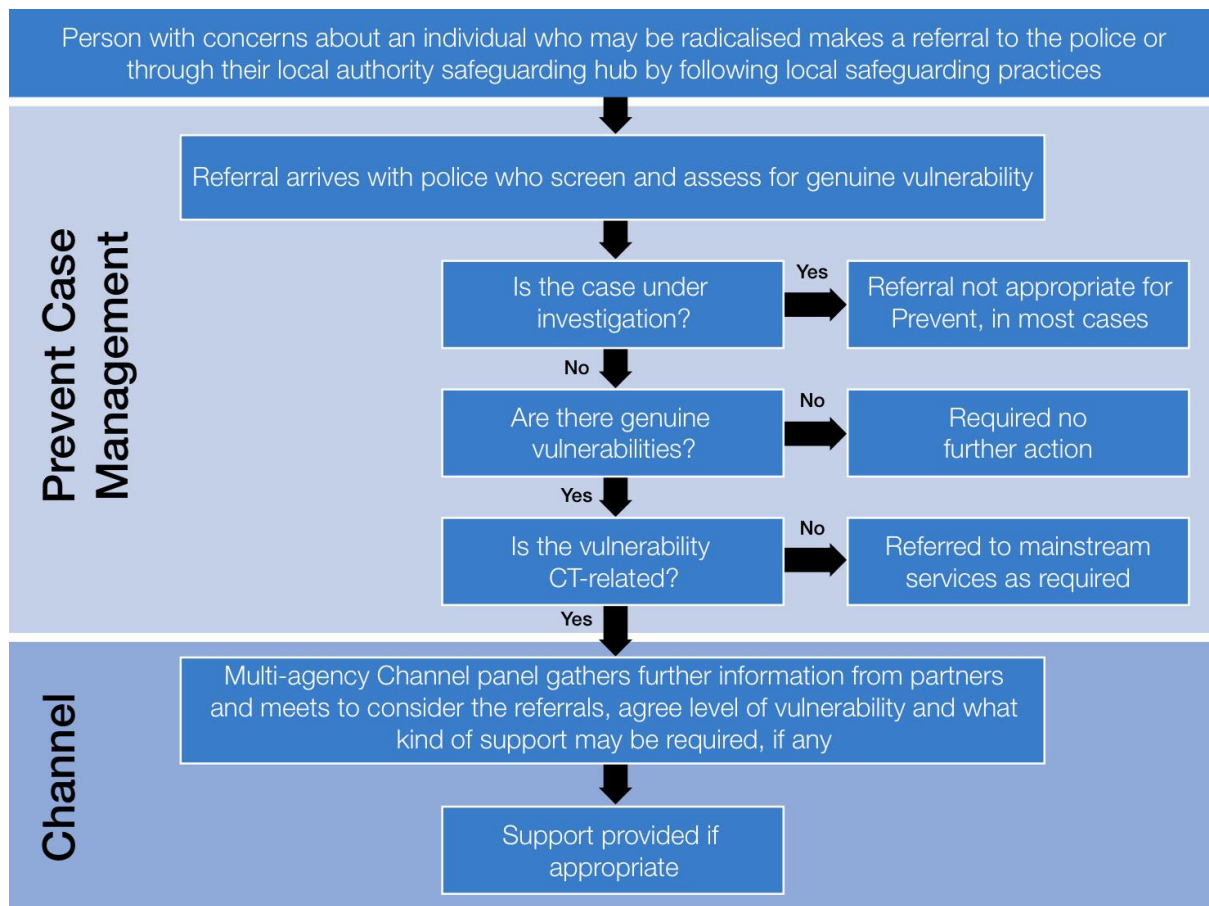 Person with concerns about an individual who may be radicalised makes a referral to the police or
through their local authority safeguarding hub by following local safeguarding practices
Prevent Case
Management
Referral arrives with police who screen and assess for genuine vulnerability
Is the case under
investigation?
Yes
Referral not appropriate for
Prevent, in most cases
No
Are there genuine
vulnerabilities?
No
Required no
further action
Yes
Is the vulnerability
CT-related?
No
Referred to mainstream
services as required
Yes
Channel
Multi-agency Channel panel gathers further information from partners
and meets to consider the referrals, agree level of vulnerability and what
kind of support may be required, if any
Support provided if
appropriate